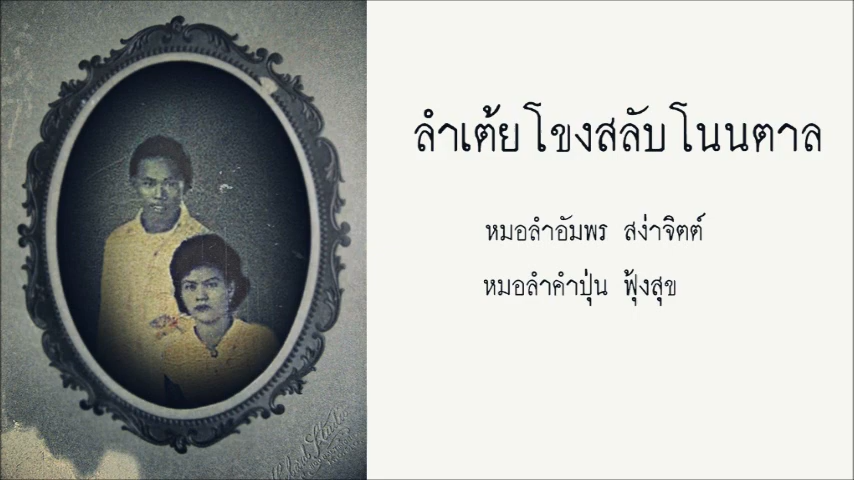 ลำเต้ยโขงสลับโนนตาล
หมอลำอัมพร สง่าจิตต์
หมอลำคำปุ่น ฟุ้งสุข